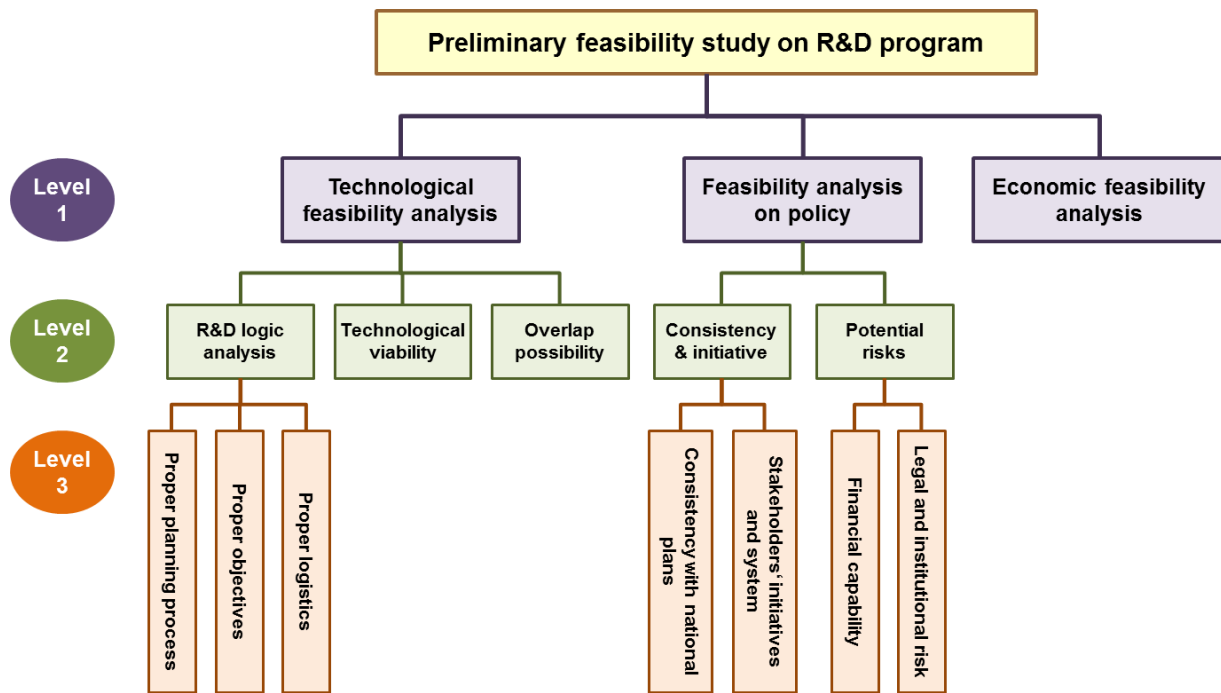 Preliminary feasibility study on R&D program
Level
1
Technological
feasibility analysis
Feasibility analysis
on policy
Economic feasibility
analysis
Level
2
R&D logic
analysis
Technological
viability
Overlap
possibility
Consistency
& initiative
Potential
risks
Level
3
Proper planning process
Proper objectives
Proper logistics
Consistency with national
plans
Stakeholders‘ initiatives
and system
Financial capability
Legal and institutional risk